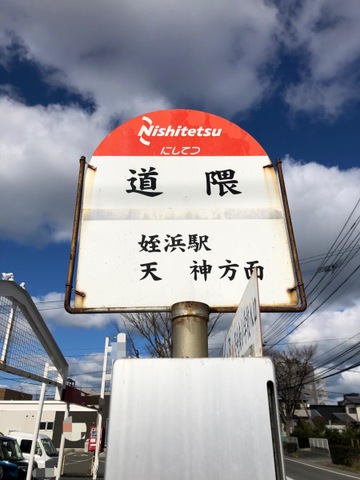 Nishitetsu
にしてつ
道 隈
姪浜駅
天 神方面